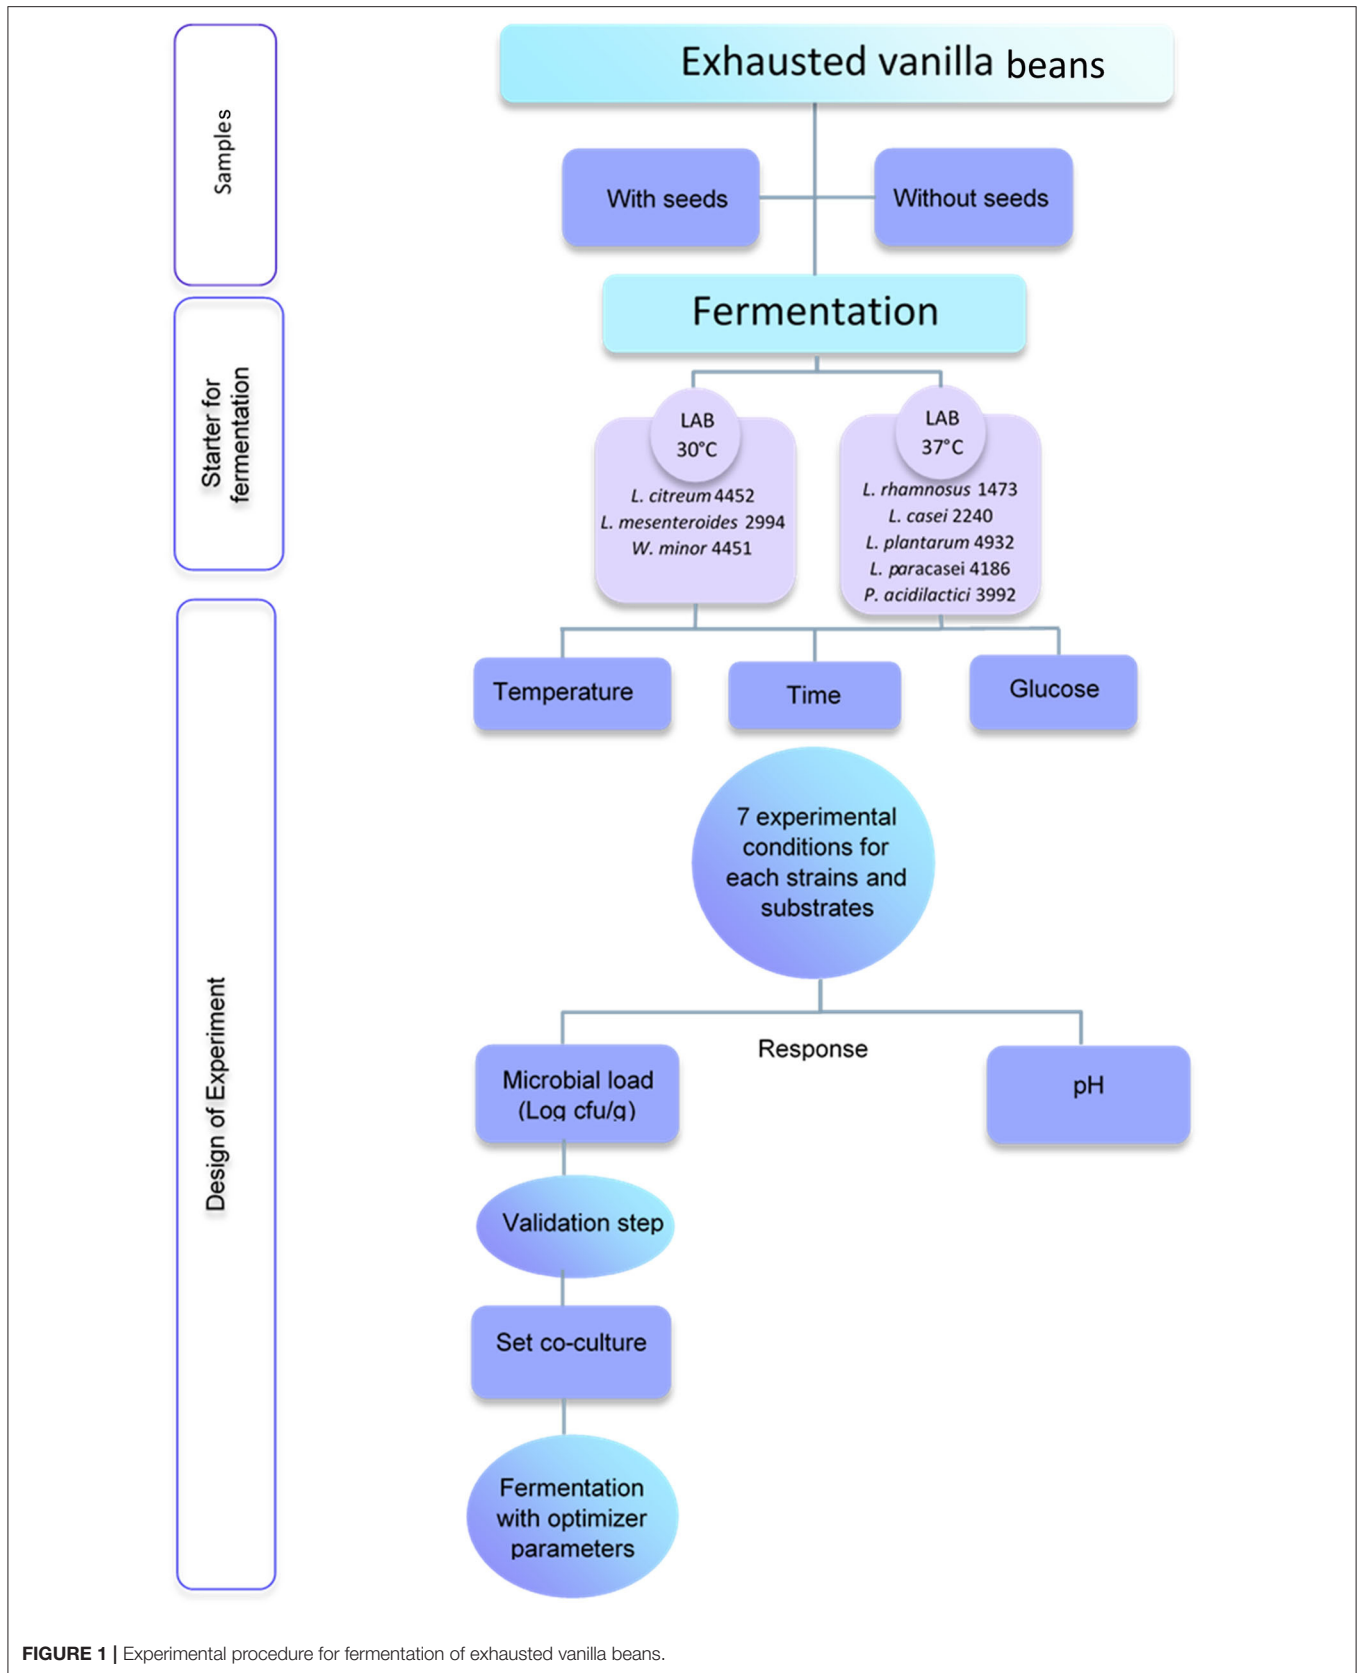 Samples
Exhausted vanilla beans
With seeds
Without seeds
Starter for
fermentation
Fermentation
LAB
30°C
L. citreum 4452
L. mesenteroides 2994
W. minor 4451
LAB
37°C
L. rhamnosus 1473
L. casei 2240
L. plantarum 4932
L. paracasei 4186
P. acidilactici 3992
Design of Experiment
Temperature
Time
Glucose
7 experimental
conditions for
each strains and
substrates
Response
Microbial load
(Log cfu/g)
pH
Validation step
Set co-culture
Fermentation
with optimizer
parameters
FIGURE 1 | Experimental procedure for fermentation of exhausted vanilla beans.